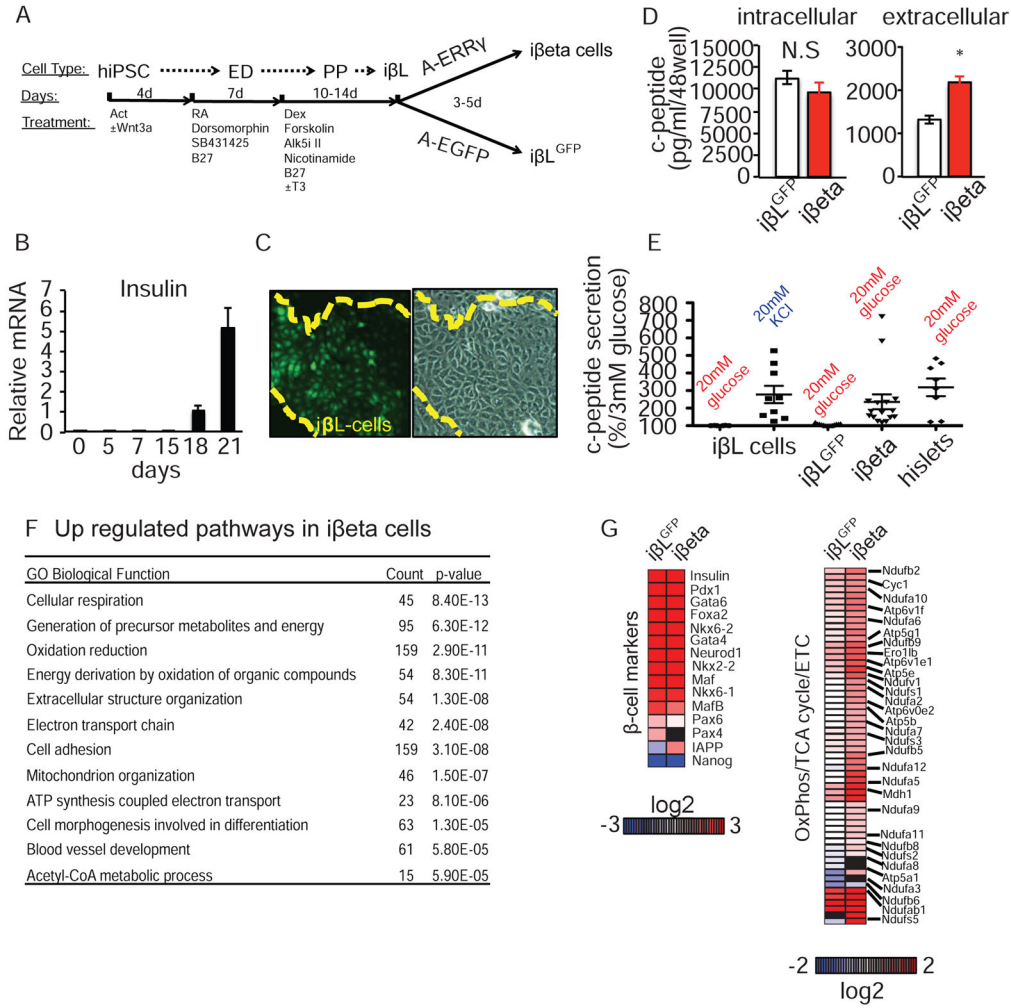 A
Cell Type: hiPSC ED PP iβL
A-ERRγ
iβeta cells
Days: 4d 7d 10-14d 3-5d
Treatment:
Act
±Wnt3a
RA
Dorsomorphin
SB431425
B27
Dex
Forskolin
Alk5i II
Nicotinamide
B27
±T3
A-EGFP
iβL GFP
B
Insulin
Relative mRNA
7
6
5
4
3
2
1
0
0 5 7 15 18 21
days
C
iβL-cells
D
intracellular extracellular
c-peptide
(pg/ml/48well)
15000
12500
10000
7500
5000
2500
0
N.S
iβL GFP
iβeta
3000
2000
1000
0
*
iβL GFP
iβeta
E
c-peptide secretion
(%/3mM glucose)
800
700
600
500
400
300
200
100
20mM
glucose
20mM
KCl
20mM
glucose
20mM
glucose
20mM
glucose
iβL cells
iβL GFP
iβeta
hislets
F Up regulated pathways in iβeta cells
GO Biological Function Count p-value
Cellular respiration 45 8.40E-13
Generation of precursor metabolites and energy 95 6.30E-12
Oxidation reduction 159 2.90E-11
Energy derivation by oxidation of organic compounds 54 8.30E-11
Extracellular structure organization 54 1.30E-08
Electron transport chain 42 2.40E-08
Cell adhesion 159 3.10E-08
Mitochondrion organization 46 1.50E-07
ATP synthesis coupled electron transport 23 8.10E-06
Cell morphogenesis involved in differentiation 63 1.30E-05
Blood vessel development 61 5.80E-05
Acetyl-CoA metabolic process 15 5.90E-05
G
iβL GFP
iβeta
β-cell markers
Insulin
Pdx1
Gata6
Foxa2
Nkx6-2
Gata4
Neurod1
Nkx2-2
Maf
Nkx6-1
MafB
Pax6
Pax4
IAPP
Nanog
log2
-3 3
iβL GFP
iβeta
OxPhos/TCA cycle/ETC
Ndufb2
Cyc1
Ndufa10
Atp6v1f
Ndufa6
Atp5g1
Ndufb9
Ero1lb
Atp6v1e1
Atp5e
Ndufv1
Ndufs1
Ndufa2
Atp6v0e2
Atp5b
Ndufa7
Ndufs3
Ndufb5
Ndufa12
Ndufa5
Mdh1
Ndufa9
Ndufa11
Ndufb8
Ndufs2
Ndufa8
Atp5a1
Ndufa3
Ndufb6
Ndufab1
Ndufs5
-2 2
log2